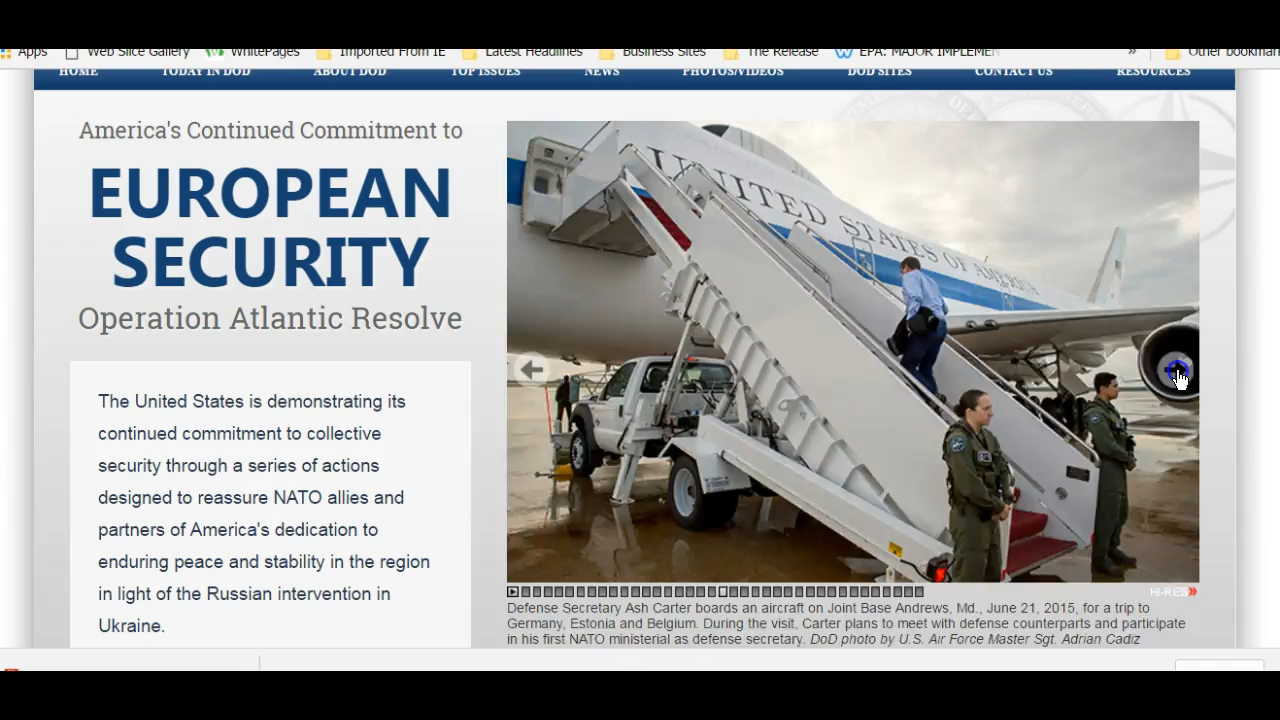 Apps Web Slice Gallery WhitePages Imported From IE Latest Headlines Business Sites The Release EPA: MAJOR IMPLEMEN » Other bookmar
HOME TODAY IN DOD ABOUT DOD TOP ISSUES NEWS PHOTOS/VIDEOS DOD SITES CONTACT US RESOURCES
America's Continued Commitment to
EUROPEAN
SECURITY
Operation Atlantic Resolve
The United States is demonstrating its
continued commitment to collective
security through a series of actions
designed to reassure NATO allies and
partners of America's dedication to
enduring peace and stability in the region
in light of the Russian intervention in
Ukraine.
UNITED STATES OF AMERICA
HI-RES»
Defense Secretary Ash Carter boards an aircraft on Joint Base Andrews, Md., June 21, 2015, for a trip to
Germany, Estonia and Belgium. During the visit, Carter plans to meet with defense counterparts and participate
in his first NATO ministerial as defense secretary. DoD photo by U.S. Air Force Master Sgt. Adrian Cadiz